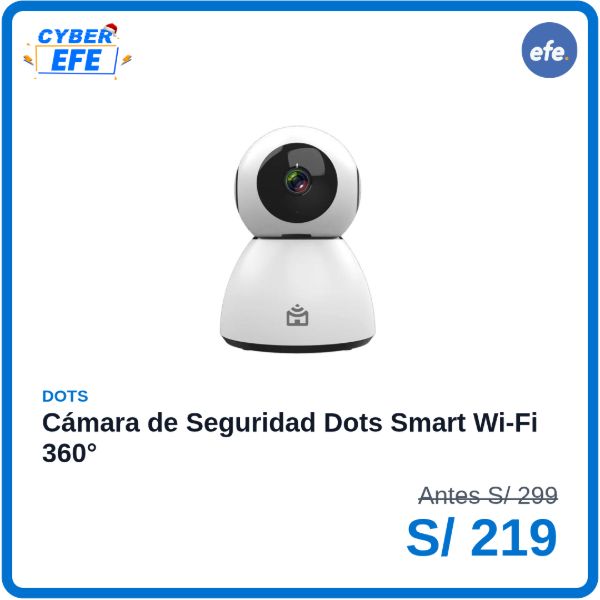 CYBER
EFE
efe.
DOTS
Cámara de Seguridad Dots Smart Wi-Fi
360°
Antes S/ 299
S/ 219